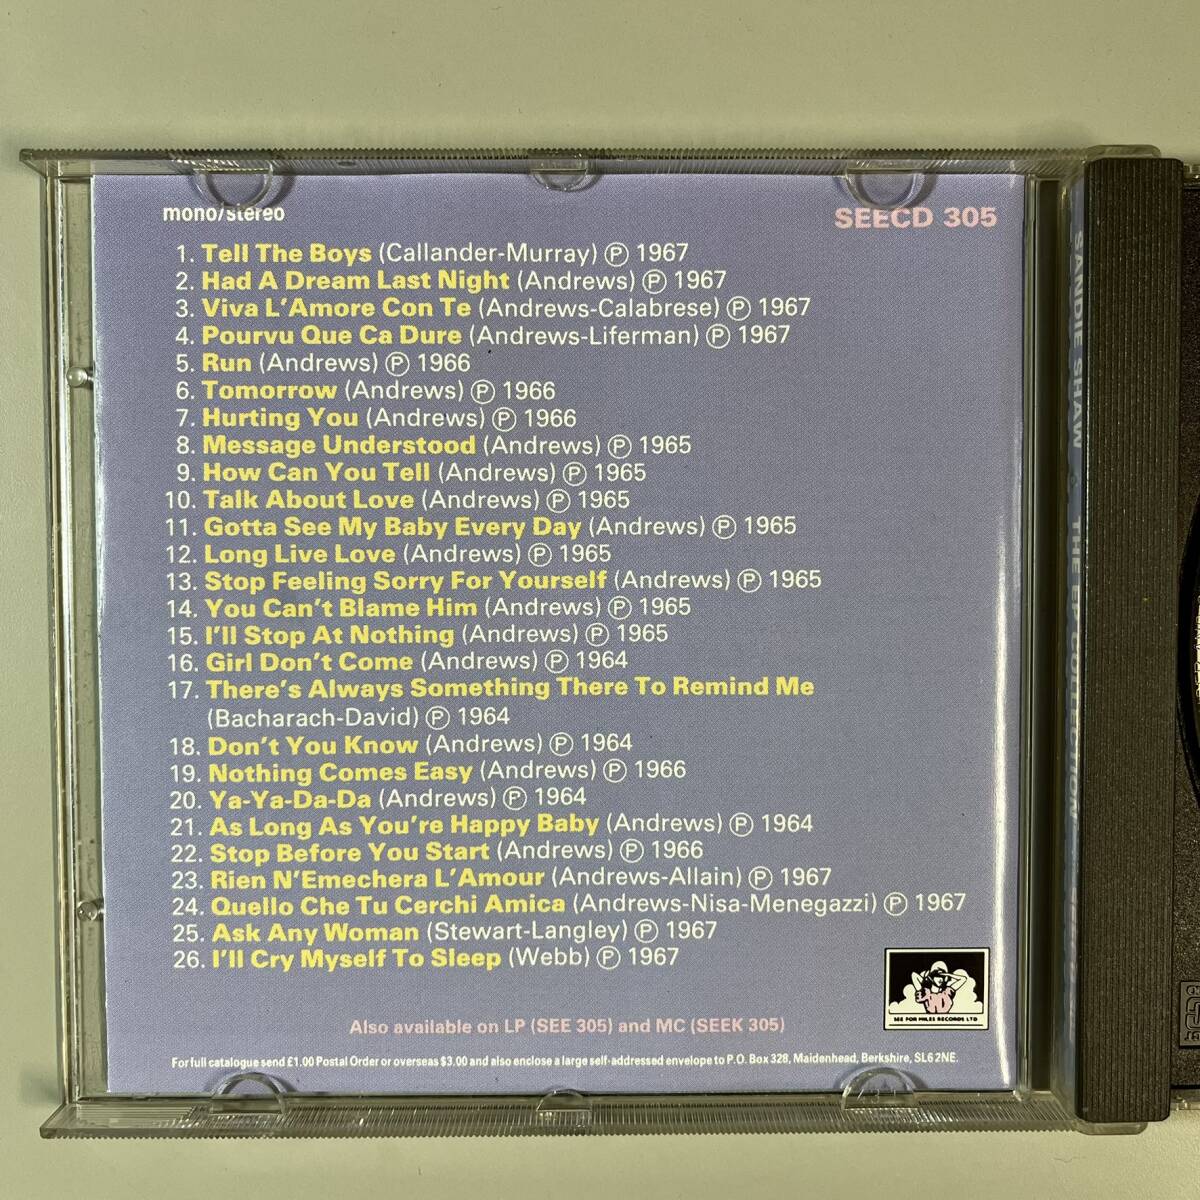 mono/stereo
SEECD 305
1. Tell The Boys (Callander-Murray) Ⓟ 1967
2. Had A Dream Last Night (Andrews) Ⓟ 1967
3. Viva L'Amore Con Te (Andrews-Calabrese) Ⓟ 1967
4. Pourvu Que Ca Dure (Andrews-Liferman) Ⓟ 1967
5. Run (Andrews) Ⓟ 1966
6. Tomorrow (Andrews) Ⓟ 1966
7. Hurting You (Andrews) Ⓟ 1966
8. Message Understood (Andrews) Ⓟ 1965
9. How Can You Tell (Andrews) Ⓟ 1965
10. Talk About Love (Andrews) Ⓟ 1965
11. Gotta See My Baby Every Day (Andrews) Ⓟ 1965
12. Long Live Love (Andrews) Ⓟ 1965
13. Stop Feeling Sorry For Yourself (Andrews) Ⓟ 1965
14. You Can't Blame Him (Andrews) Ⓟ 1965
15. I'll Stop At Nothing (Andrews) Ⓟ 1965
16. Girl Don't Come (Andrews) Ⓟ 1964
17. There's Always Something There To Remind Me
(Bacharach-David) Ⓟ 1964
18. Don't You Know (Andrews) Ⓟ 1964
19. Nothing Comes Easy (Andrews) Ⓟ 1966
20. Ya-Ya-Da-Da (Andrews) Ⓟ 1964
21. As Long As You're Happy Baby (Andrews) Ⓟ 1964
22. Stop Before You Start (Andrews) Ⓟ 1966
23. Rien N'Emechera L'Amour (Andrews-Allain) Ⓟ 1967
24. Quello Che Tu Cerchi Amica (Andrews-Nisa-Menegazzi) Ⓟ 1967
25. Ask Any Woman (Stewart-Langley) Ⓟ 1967
26. I'll Cry Myself To Sleep (Webb) Ⓟ 1967
SEE FOR MILES RECORDS LTD
Also available on LP (SEE 305) and MC (SEEK 305)
For full catalogue send £1.00 Postal Order or overseas $3.00 and also enclose a large self-addressed envelope to P.O. Box 328, Maidenhead, Berkshire, SL6 2NE.
SANDIE SHAW THE EP COLLECTION